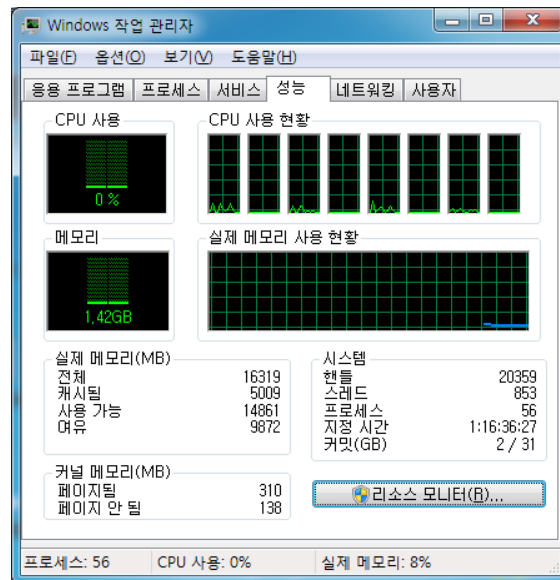 Windows 작업 관리자
파일(F) 옵션(O) 보기(V) 도움말(H)
응용 프로그램 프로세스 서비스 성능 네트워킹 사용자
CPU 사용 CPU 사용 현황
0 %
메모리 실제 메모리 사용 현황
1,42GB
실제 메모리(MB) 시스템
전체 16319 핸들 20359
캐시됨 5009 스레드 853
사용 가능 14861 프로세스 56
여유 9872 지정 시간 1:16:36:27
커밋(GB) 2 / 31
커널 메모리(MB)
페이지됨 310 리소스 모니터(R)...
페이지 안 됨 138
프로세스: 56 CPU 사용: 0% 실제 메모리: 8%